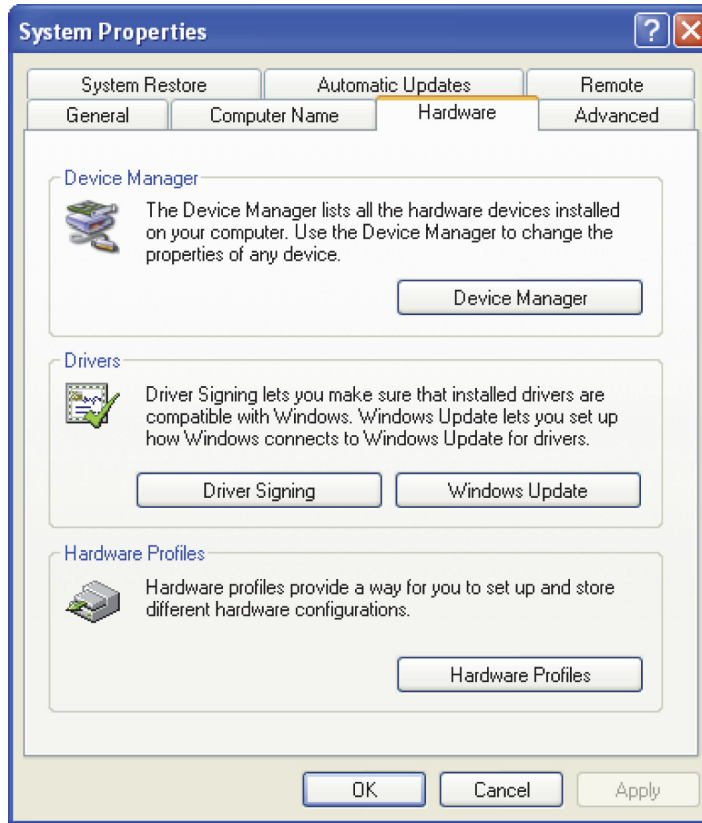 System Properties
System Restore
Automatic Updates
Remote
General
Computer Name
Hardware
Advanced
Device Manager
The Device Manager lists all the hardware devices installed
on your computer. Use the Device Manager to change the
properties of any device.
Device Manager
Drivers
Driver Signing lets you make sure that installed drivers are
compatible with Windows. Windows Update lets you set up
how Windows connects to Windows Update for drivers.
Driver Signing
Windows Update
Hardware Profiles
Hardware profiles provide a way for you to set up and store
different hardware configurations.
Hardware Profiles
OK
Cancel
Apply